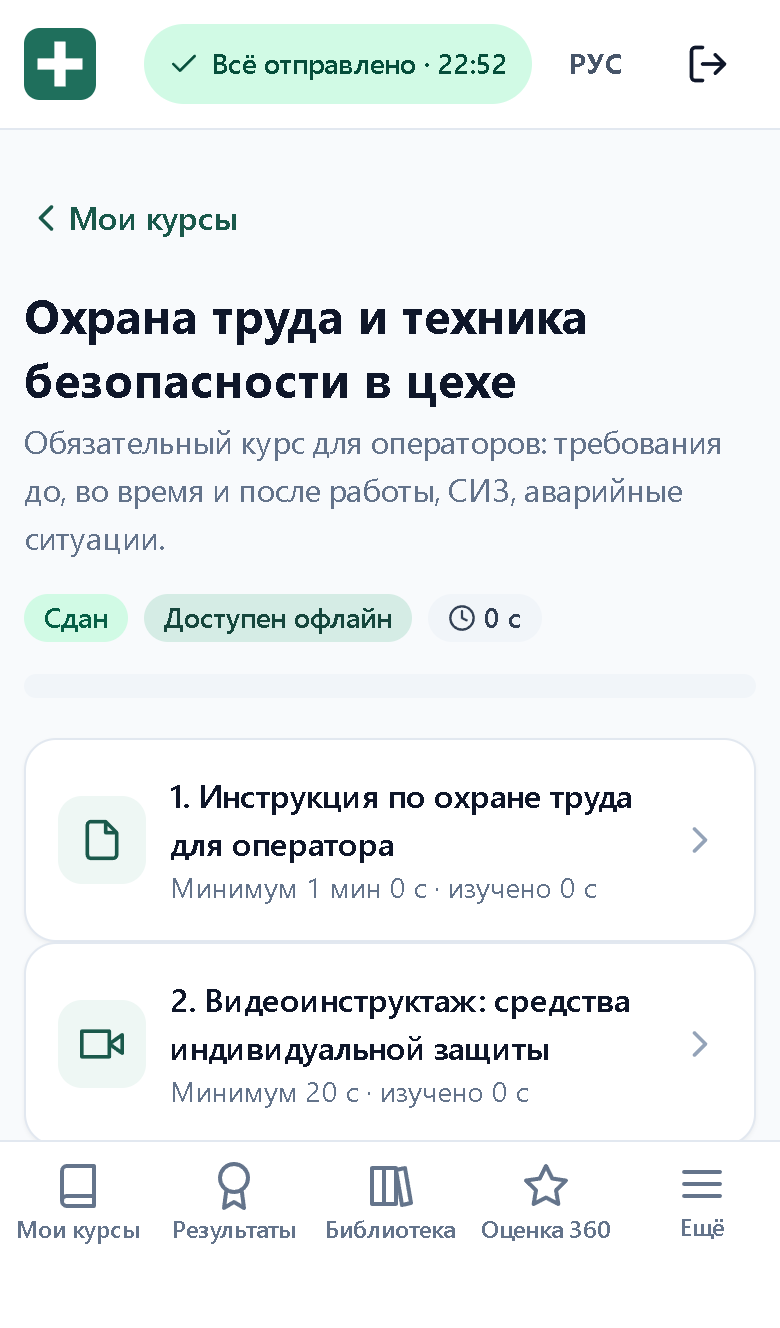 Всё отправлено · 22:52
РУС
Мои курсы
Охрана труда и техника
безопасности в цехе
Обязательный курс для операторов: требования
до, во время и после работы, СИЗ, аварийные
ситуации.
Сдан
Доступен офлайн
0 с
1. Инструкция по охране труда
для оператора
Минимум 1 мин 0 с · изучено 0 с
2. Видеоинструктаж: средства
индивидуальной защиты
Минимум 20 с · изучено 0 с
Мои курсы
Результаты
Библиотека
Оценка 360
Ещё